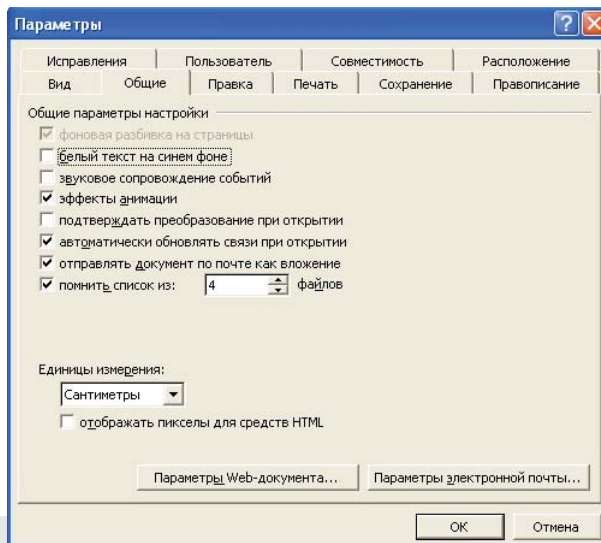 Параметры
Исправления Пользователь Совместимость Расположение
Вид Общие Правка Печать Сохранение Правописание
Общие параметры настройки
фоновая разбивка на страницы
белый текст на синем фоне
звуковое сопровождение событий
эффекты анимации
подтверждать преобразование при открытии
автоматически обновлять связи при открытии
отправлять документ по почте как вложение
помнить список из: 4 файлов
Единицы измерения:
Сантиметры
отображать пикселы для средств HTML
Параметры Web-документа... Параметры электронной почты...
ОК Отмена